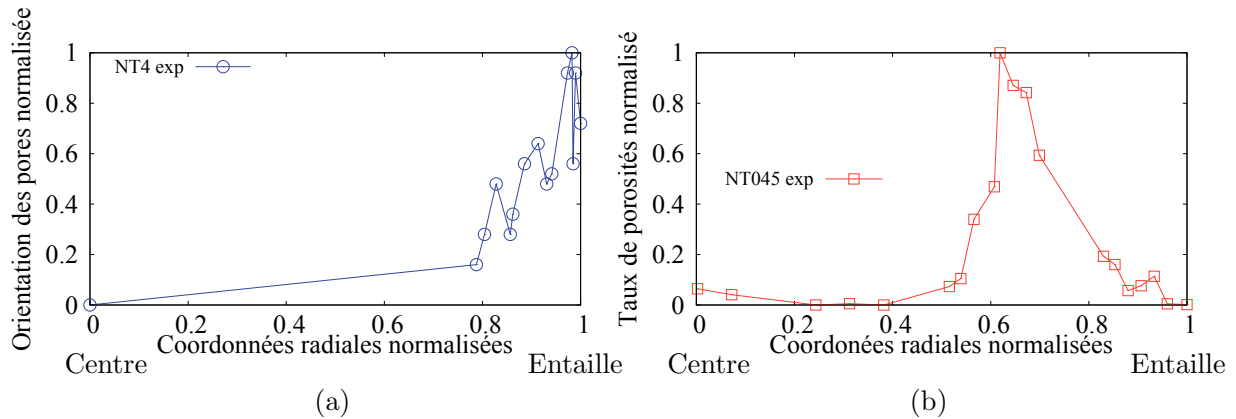 Orientation des pores normalisée
1
0.8
0.6
0.4
0.2
0
NT4 exp
0 0.2 0.4 0.6 0.8 1
Coordonnées radiales normalisées
Centre Entaille
(a)
Taux de porosités normalisé
1
0.8
0.6
0.4
0.2
0
NT045 exp
0 0.2 0.4 0.6 0.8 1
Coordonées radiales normalisées
Centre Entaille
(b)